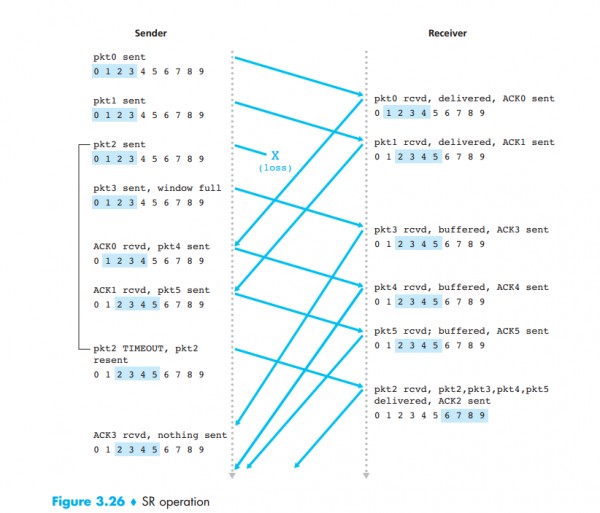 Sender
Receiver
pkt0 sent
0 1 2 3 4 5 6 7 8 9
pkt0 rcvd, delivered, ACK0 sent
0 1 2 3 4 5 6 7 8 9
pkt1 sent
0 1 2 3 4 5 6 7 8 9
pkt1 rcvd, delivered, ACK1 sent
0 1 2 3 4 5 6 7 8 9
pkt2 sent
0 1 2 3 4 5 6 7 8 9
X
(loss)
pkt3 sent, window full
0 1 2 3 4 5 6 7 8 9
pkt3 rcvd, buffered, ACK3 sent
0 1 2 3 4 5 6 7 8 9
ACK0 rcvd, pkt4 sent
0 1 2 3 4 5 6 7 8 9
pkt4 rcvd, buffered, ACK4 sent
0 1 2 3 4 5 6 7 8 9
ACK1 rcvd, pkt5 sent
0 1 2 3 4 5 6 7 8 9
pkt5 rcvd; buffered, ACK5 sent
0 1 2 3 4 5 6 7 8 9
pkt2 TIMEOUT, pkt2
resent
0 1 2 3 4 5 6 7 8 9
pkt2 rcvd, pkt2,pkt3,pkt4,pkt5
delivered, ACK2 sent
0 1 2 3 4 5 6 7 8 9
ACK3 rcvd, nothing sent
0 1 2 3 4 5 6 7 8 9
Figure 3.26 ♦ SR operation